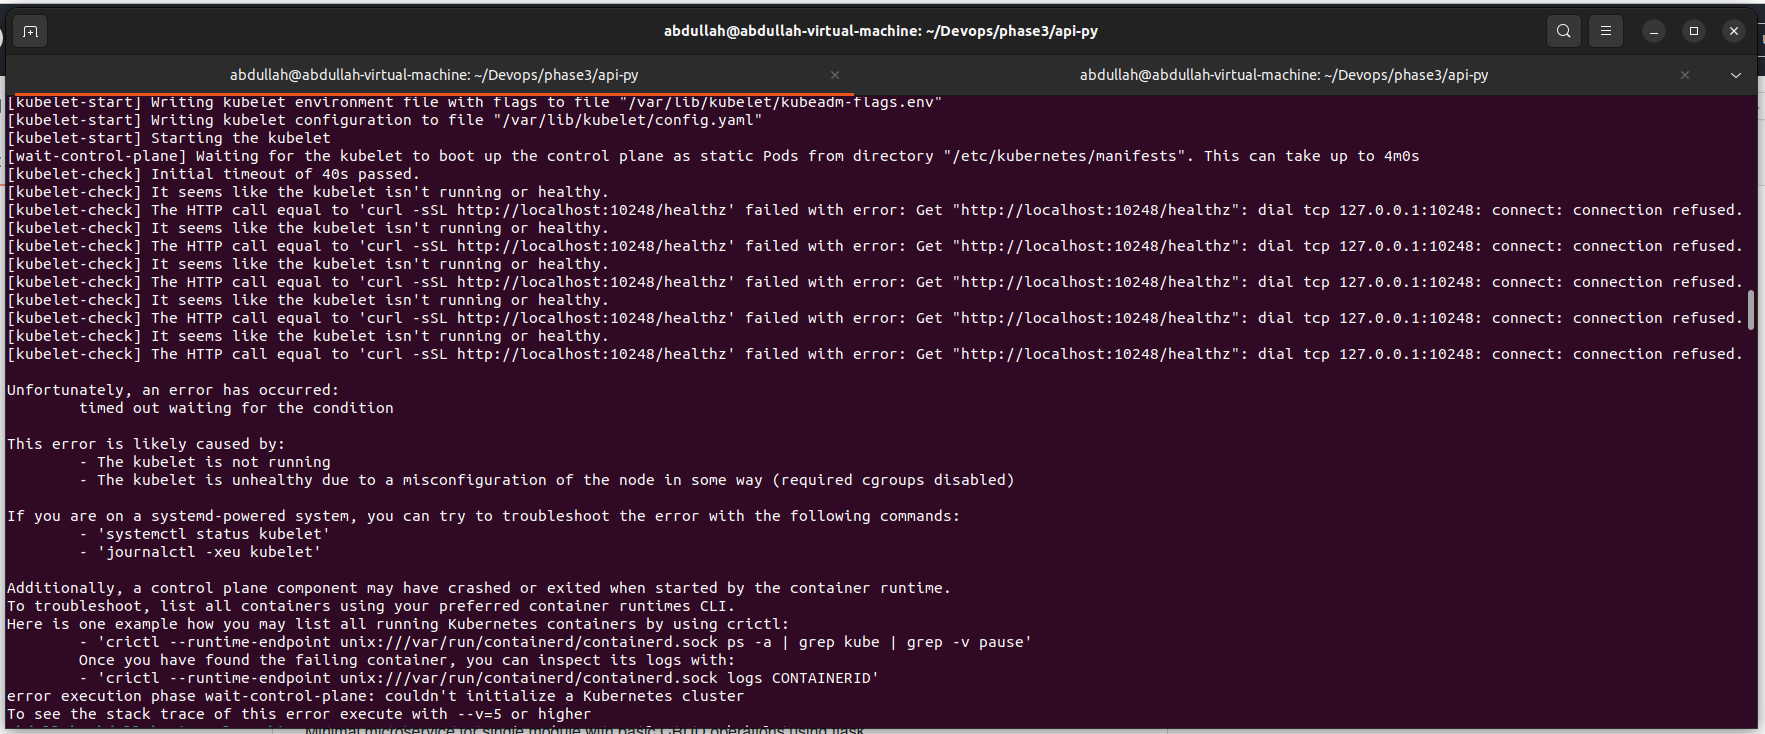 abdullah@abdullah-virtual-machine: ~/Devops/phase3/api-py
abdullah@abdullah-virtual-machine: ~/Devops/phase3/api-py
abdullah@abdullah-virtual-machine: ~/Devops/phase3/api-py
[kubelet-start] Writing kubelet environment file with flags to file "/var/lib/kubelet/kubeadm-flags.env"
[kubelet-start] Writing kubelet configuration to file "/var/lib/kubelet/config.yaml"
[kubelet-start] Starting the kubelet
[wait-control-plane] Waiting for the kubelet to boot up the control plane as static Pods from directory "/etc/kubernetes/manifests". This can take up to 4m0s
[kubelet-check] Initial timeout of 40s passed.
[kubelet-check] It seems like the kubelet isn't running or healthy.
[kubelet-check] The HTTP call equal to 'curl -sSL http://localhost:10248/healthz' failed with error: Get "http://localhost:10248/healthz": dial tcp 127.0.0.1:10248: connect: connection refused.
[kubelet-check] It seems like the kubelet isn't running or healthy.
[kubelet-check] The HTTP call equal to 'curl -sSL http://localhost:10248/healthz' failed with error: Get "http://localhost:10248/healthz": dial tcp 127.0.0.1:10248: connect: connection refused.
[kubelet-check] It seems like the kubelet isn't running or healthy.
[kubelet-check] The HTTP call equal to 'curl -sSL http://localhost:10248/healthz' failed with error: Get "http://localhost:10248/healthz": dial tcp 127.0.0.1:10248: connect: connection refused.
[kubelet-check] It seems like the kubelet isn't running or healthy.
[kubelet-check] The HTTP call equal to 'curl -sSL http://localhost:10248/healthz' failed with error: Get "http://localhost:10248/healthz": dial tcp 127.0.0.1:10248: connect: connection refused.
[kubelet-check] It seems like the kubelet isn't running or healthy.
[kubelet-check] The HTTP call equal to 'curl -sSL http://localhost:10248/healthz' failed with error: Get "http://localhost:10248/healthz": dial tcp 127.0.0.1:10248: connect: connection refused.
Unfortunately, an error has occurred:
timed out waiting for the condition
This error is likely caused by:
- The kubelet is not running
- The kubelet is unhealthy due to a misconfiguration of the node in some way (required cgroups disabled)
If you are on a systemd-powered system, you can try to troubleshoot the error with the following commands:
- 'systemctl status kubelet'
- 'journalctl -xeu kubelet'
Additionally, a control plane component may have crashed or exited when started by the container runtime.
To troubleshoot, list all containers using your preferred container runtimes CLI.
Here is one example how you may list all running Kubernetes containers by using crictl:
- 'crictl --runtime-endpoint unix:///var/run/containerd/containerd.sock ps -a | grep kube | grep -v pause'
Once you have found the failing container, you can inspect its logs with:
- 'crictl --runtime-endpoint unix:///var/run/containerd/containerd.sock logs CONTAINERID'
error execution phase wait-control-plane: couldn't initialize a Kubernetes cluster
To see the stack trace of this error execute with --v=5 or higher
Minimal microservice for single module with basic CRUD operations using flask